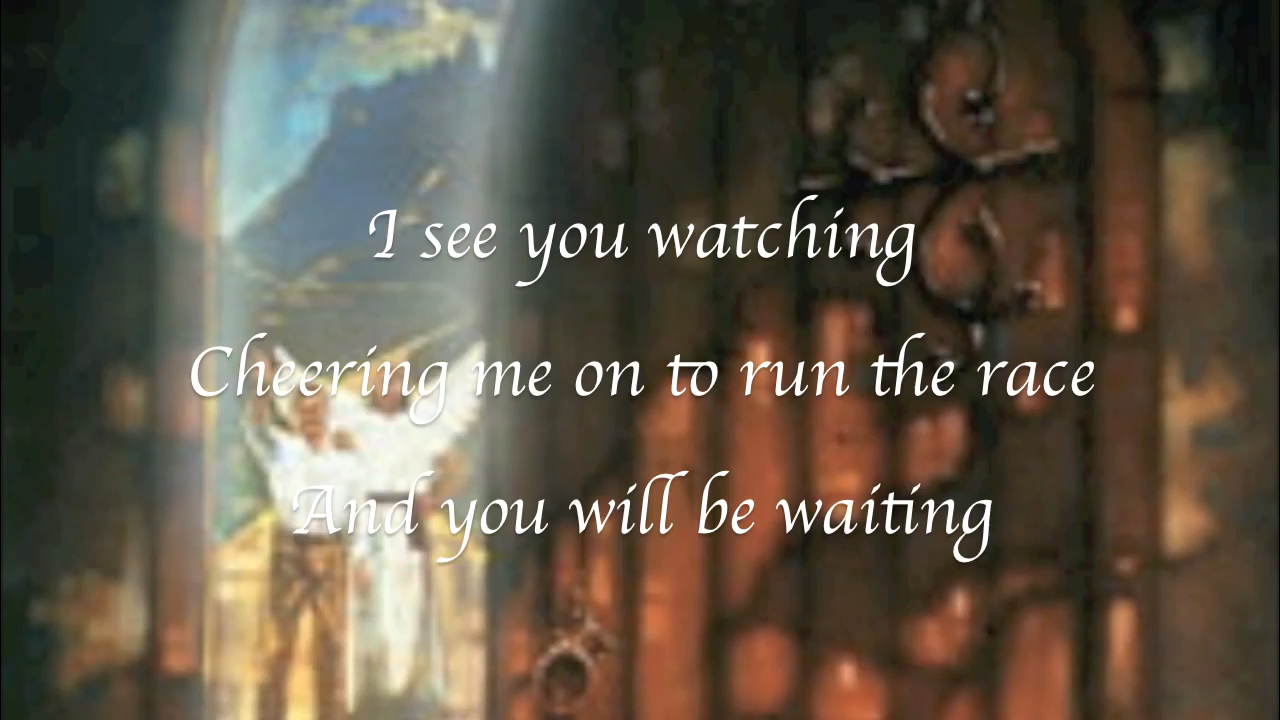 I see you watching
Cheering me on to run the race
And you will be waiting